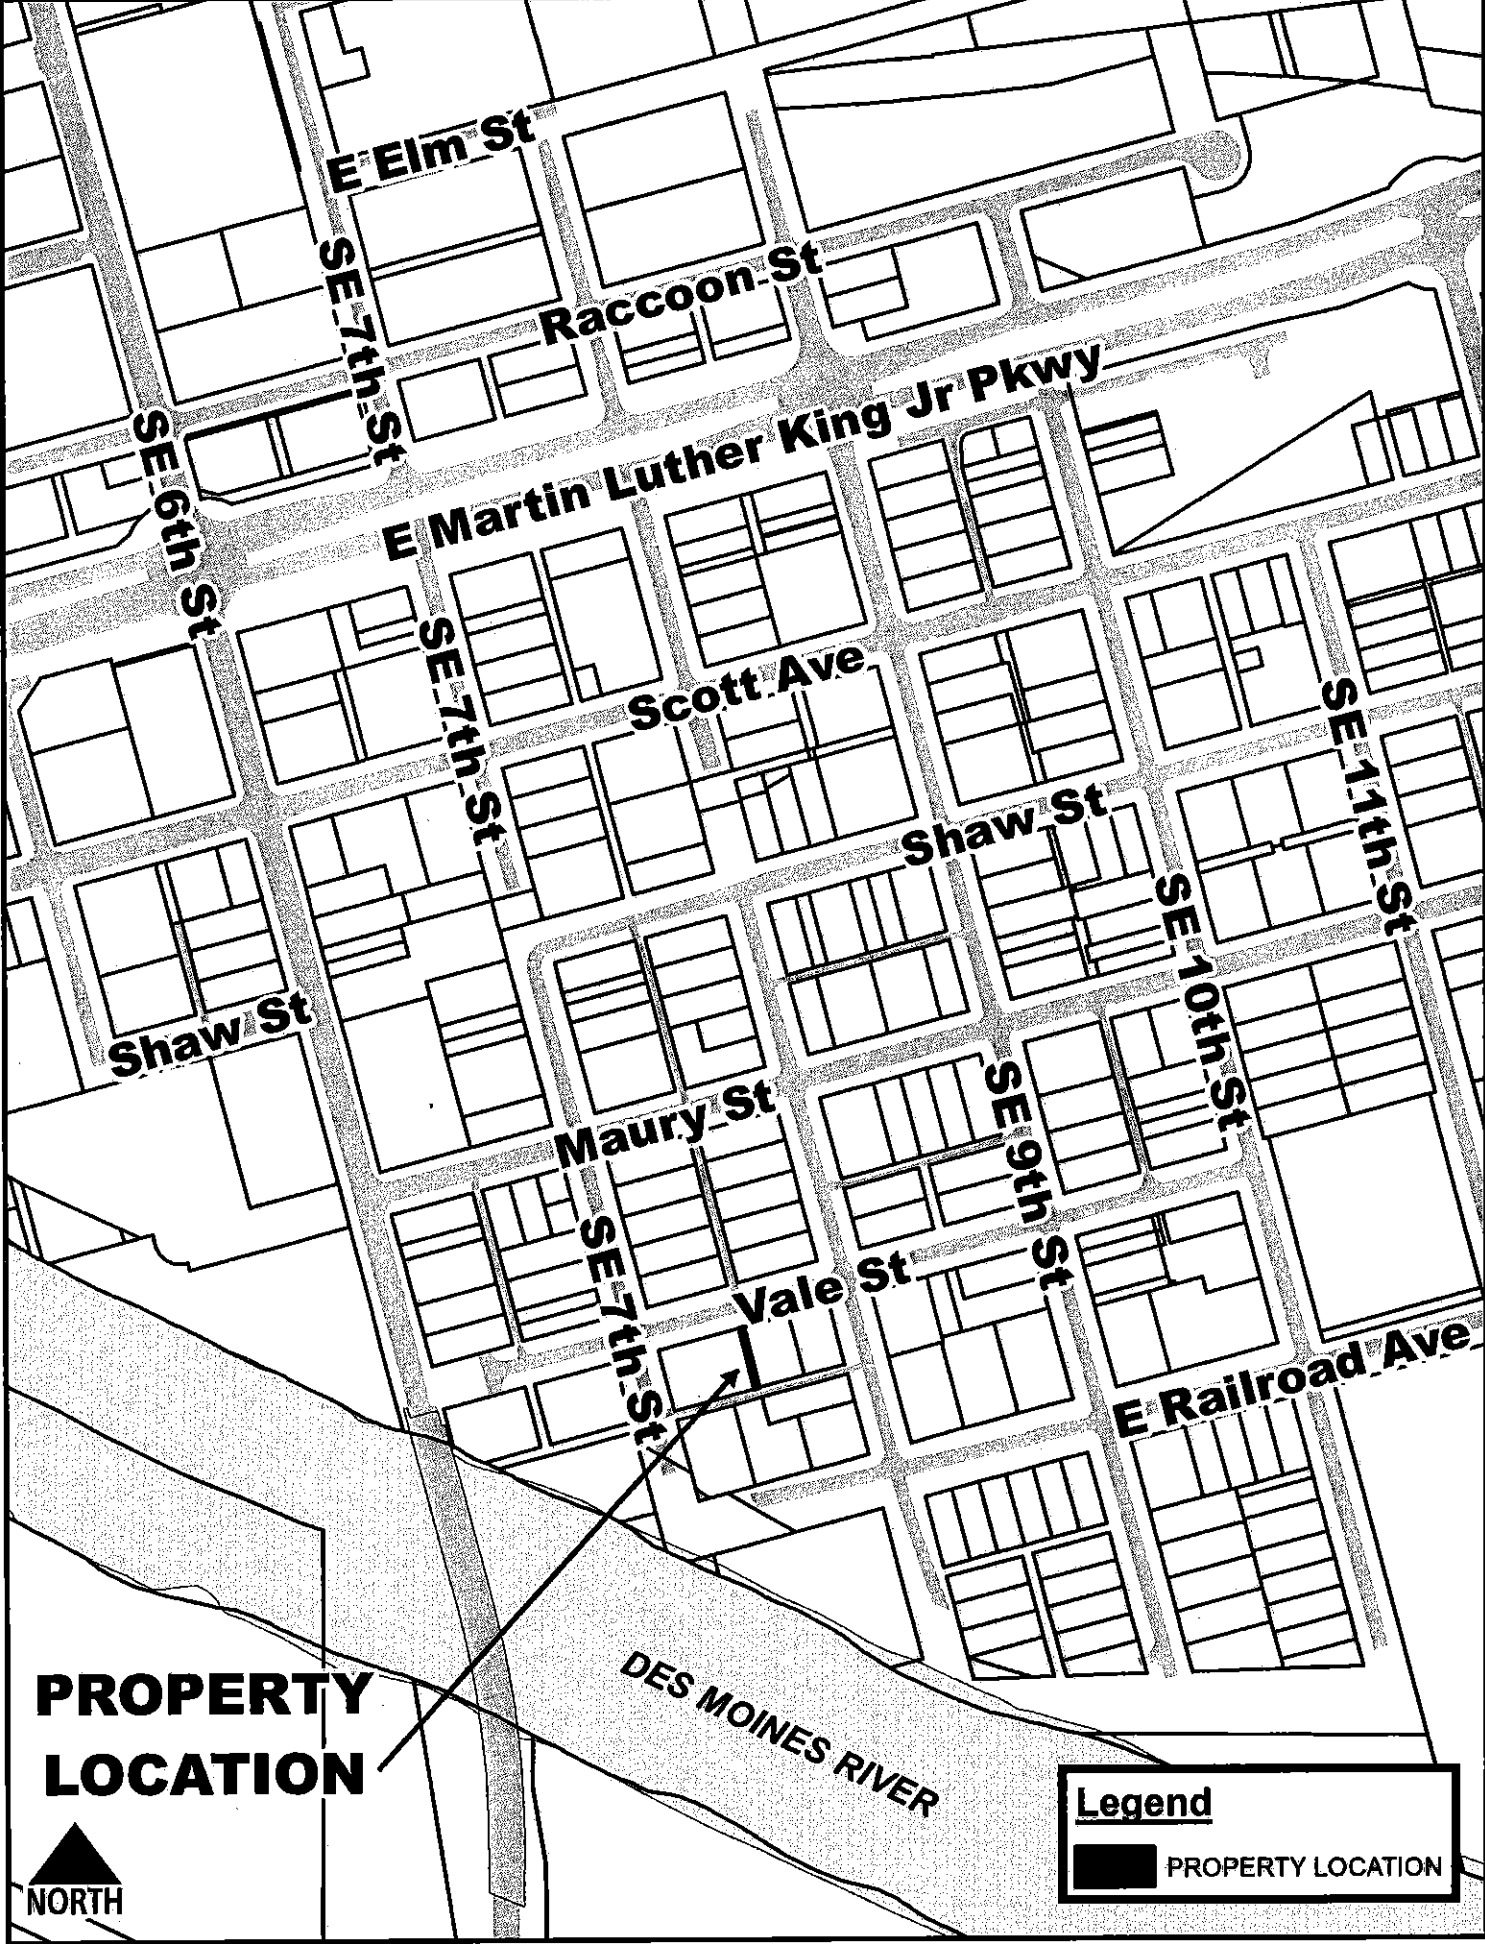 E Elm St
SE 7th St
Raccoon St
E Martin Luther King Jr Pkwy
SE 6th St
SE 7th St
Scott Ave
SE 11th St
Shaw St
SE 10th St
Shaw St
Maury St
SE 9th St
SE 7th St
Vale St
E Railroad Ave
PROPERTY
LOCATION
DES MOINES RIVER
NORTH
Legend
PROPERTY LOCATION